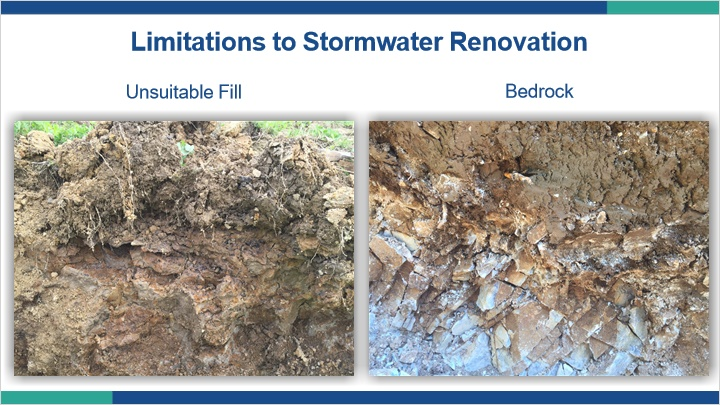 Limitations to Stormwater Renovation
Unsuitable Fill
Bedrock